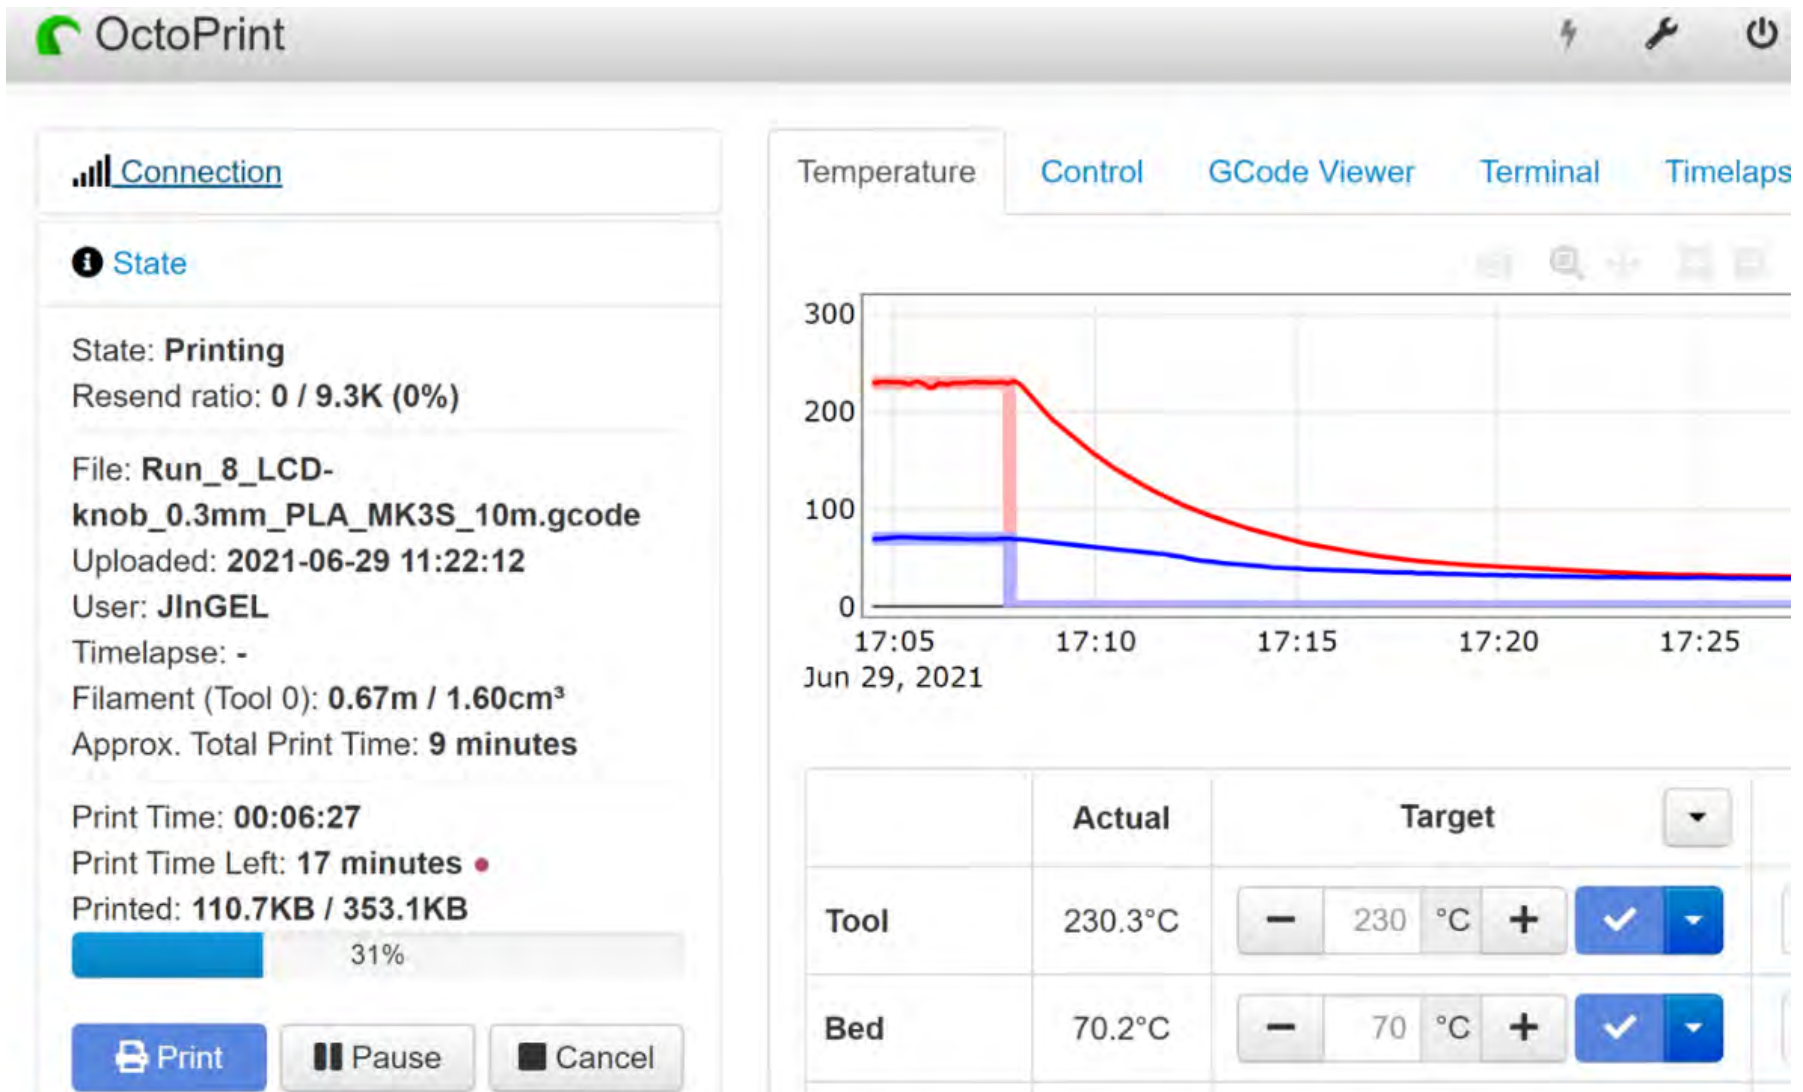 OctoPrint
Connection
State
State: Printing
Resend ratio: 0 / 9.3K (0%)
File: Run_8_LCD-
knob_0.3mm_PLA_MK3S_10m.gcode
Uploaded: 2021-06-29 11:22:12
User: JInGEL
Timelapse: -
Filament (Tool 0): 0.67m / 1.60cm³
Approx. Total Print Time: 9 minutes
Print Time: 00:06:27
Print Time Left: 17 minutes
Printed: 110.7KB / 353.1KB
31%
Print Pause Cancel
Temperature Control GCode Viewer Terminal Timelaps
300
200
100
0
17:05 17:10 17:15 17:20 17:25
Jun 29, 2021
Actual Target
Tool 230.3°C − 230 °C +
Bed 70.2°C − 70 °C +